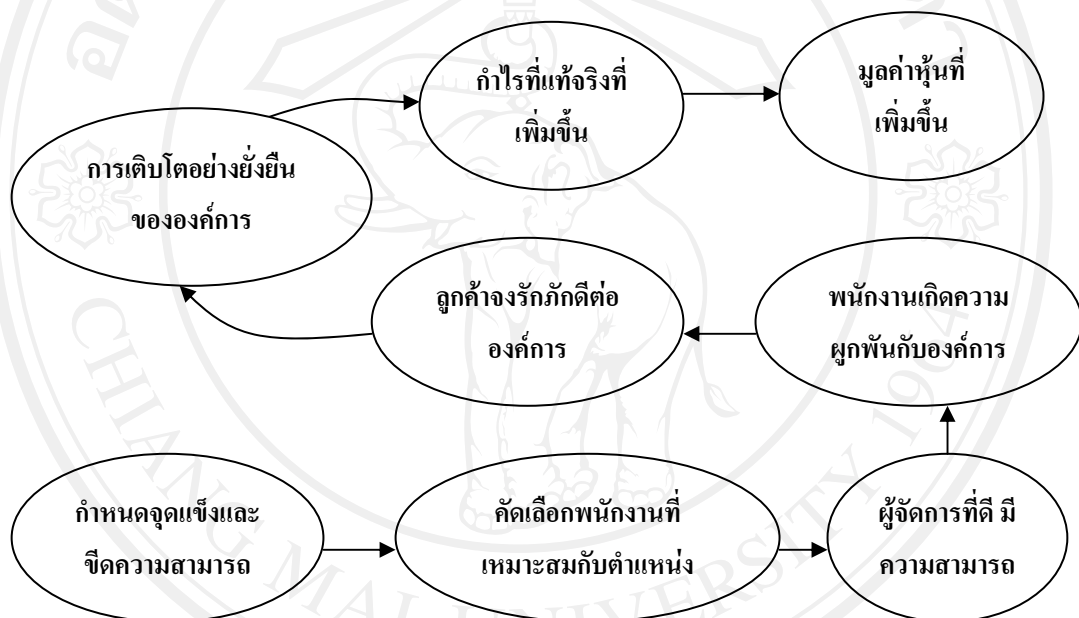 กำไรที่แท้จริงที่
เพิ่มขึ้น
มูลค่าหุ้นที่
เพิ่มขึ้น
การเติบโตอย่างยั่งยืน
ขององค์การ
ลูกค้าจงรักภักดีต่อ
องค์การ
พนักงานเกิดความ
ผูกพันกับองค์การ
กำหนดจุดแข็งและ
ขีดความสามารถ
คัดเลือกพนักงานที่
เหมาะสมกับตำแหน่ง
ผู้จัดการที่ดี มี
ความสามารถ
CHIANG MAI UNIVERSITY 1964